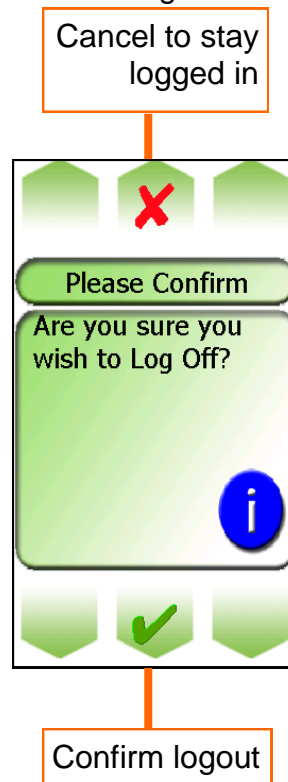 Cancel to stay
logged in
Please Confirm
Are you sure you
wish to Log Off?
i
Confirm logout